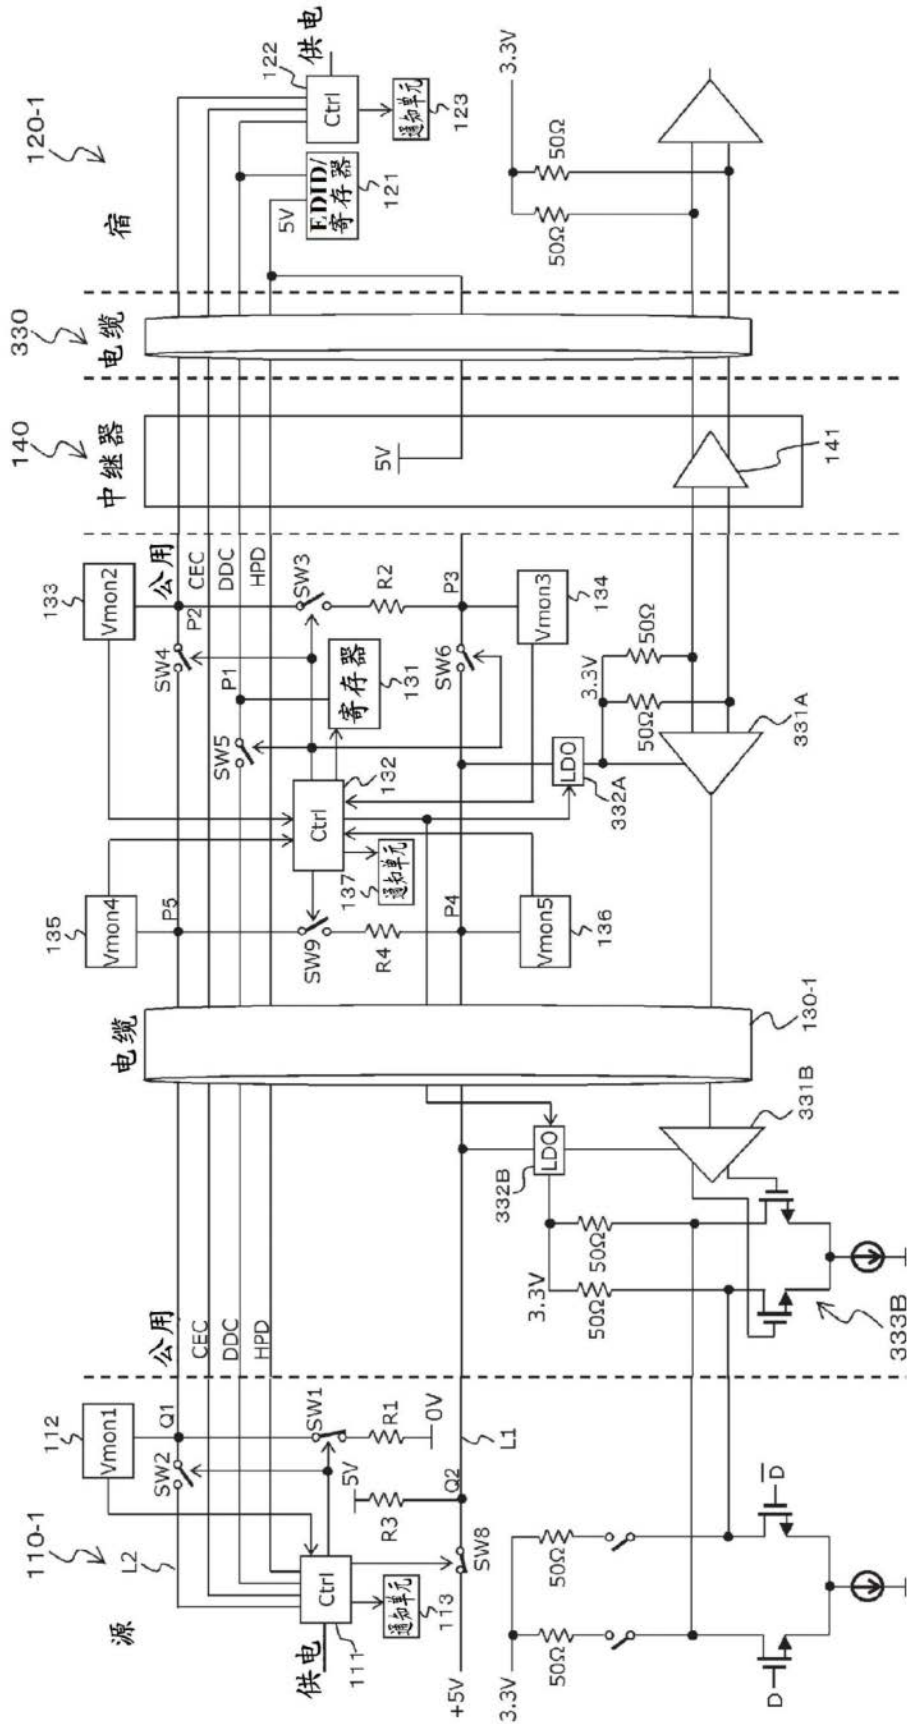 110-1
源
L2
供电
111
Ctrl
113
通知单元
112
Vmon1
SW2
Q1
SW1
R1
0V
5V
R3
Q2
SW8
+5V
L1
3.3V
50Ω
50Ω
D
D
公用
CEC
DDC
HPD
332B
LDO
3.3V
50Ω
50Ω
331B
333B
电缆
130-1
135
Vmon4
P5
SW9
R4
P4
Vmon5
136
137
通知单元
Ctrl
132
133
Vmon2
P2
公用
CEC
DDC
HPD
SW4
P1
SW5
SW3
R2
寄存器
131
SW6
P3
Vmon3
134
LDO
332A
3.3V
50Ω
50Ω
331A
140
中继器
5V
141
330
电缆
120-1
宿
5V
EDID/
寄存器
121
122
供电
Ctrl
通知单元
123
3.3V
50Ω
50Ω